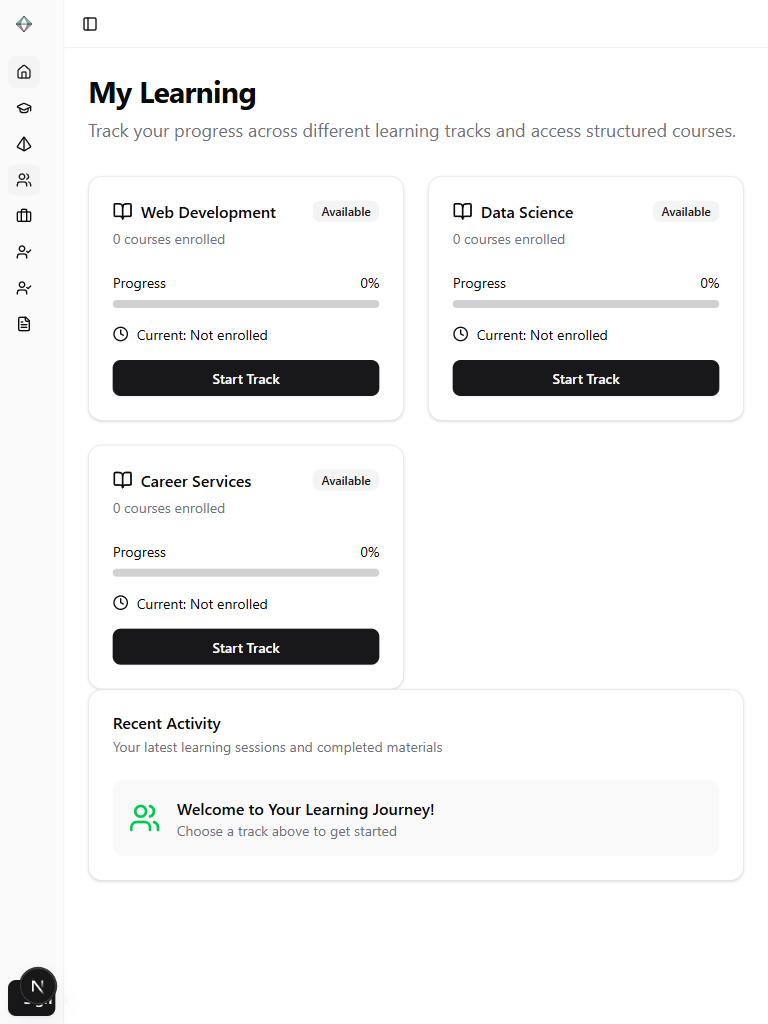 My Learning
Track your progress across different learning tracks and access structured courses.
Web Development
Available
0 courses enrolled
Progress
0%
Current: Not enrolled
Start Track
Data Science
Available
0 courses enrolled
Progress
0%
Current: Not enrolled
Start Track
Career Services
Available
0 courses enrolled
Progress
0%
Current: Not enrolled
Start Track
Recent Activity
Your latest learning sessions and completed materials
Welcome to Your Learning Journey!
Choose a track above to get started
N